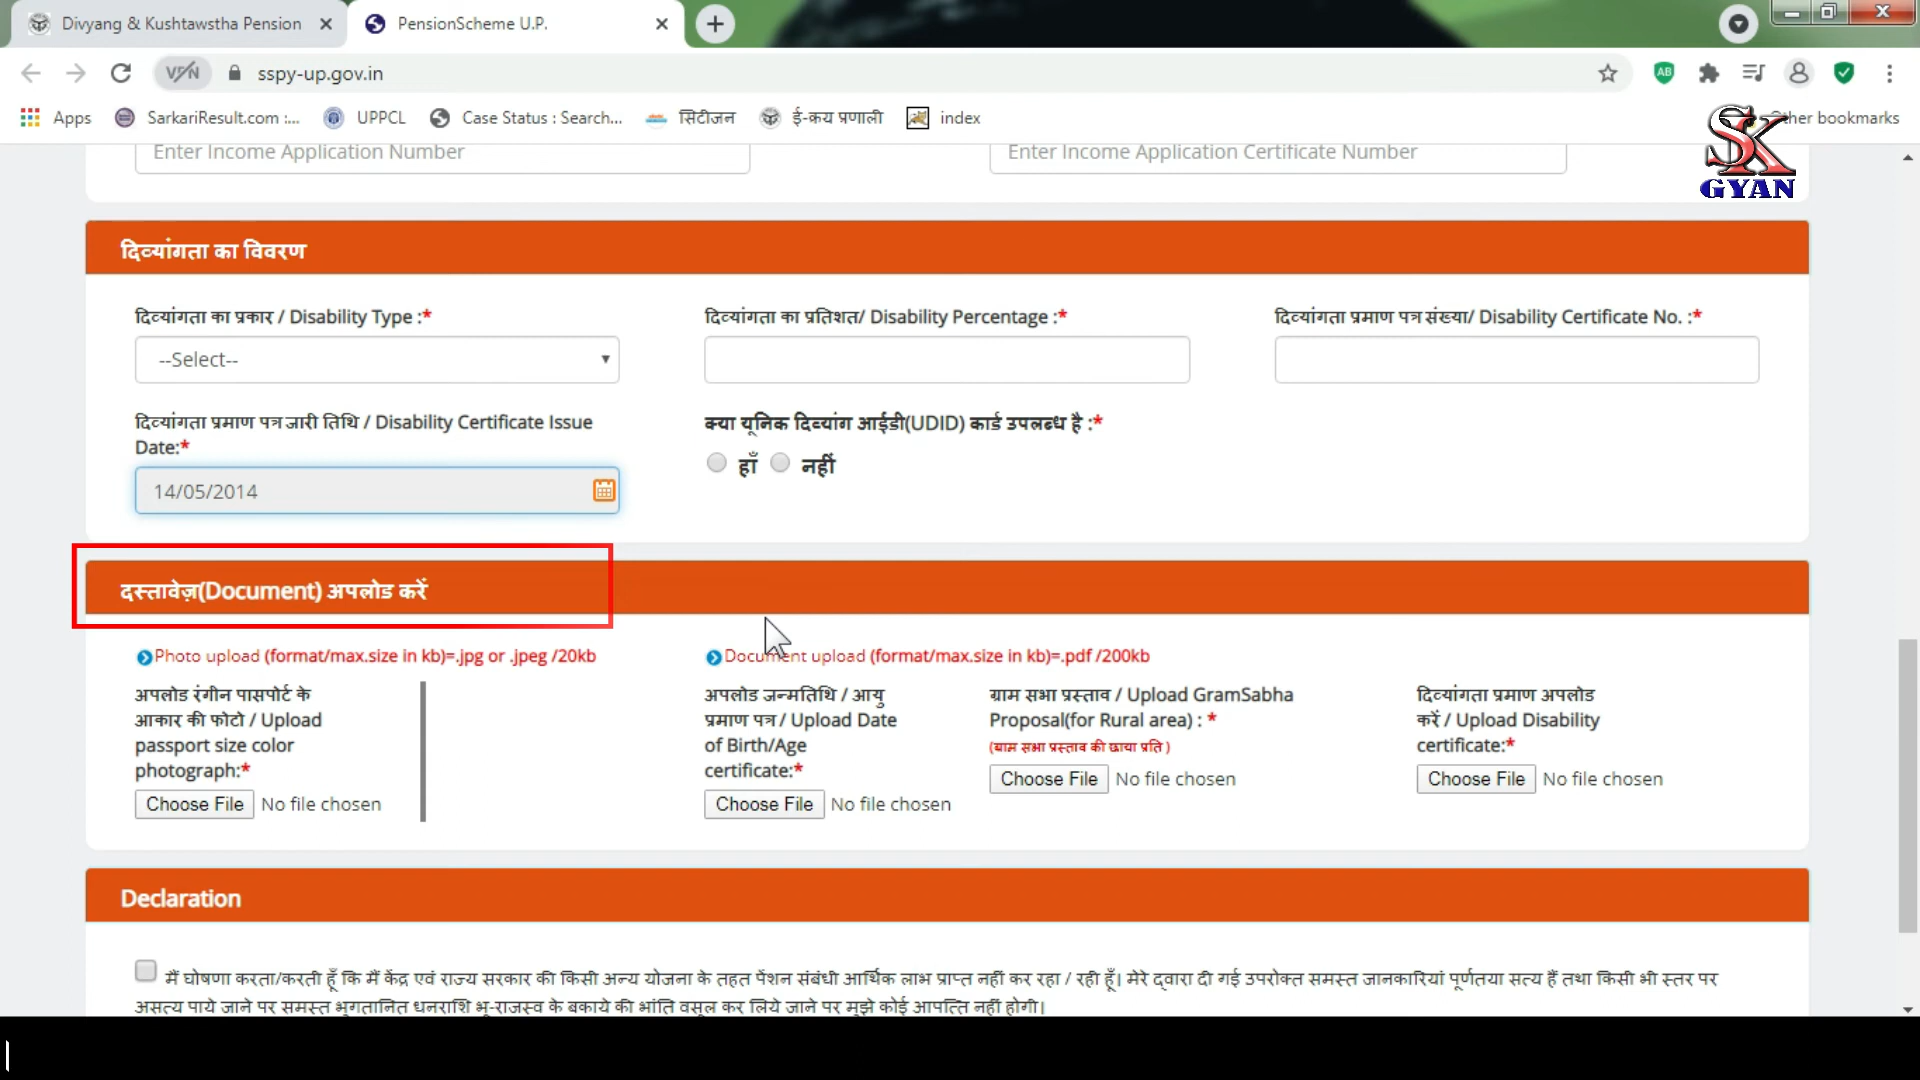 Divyang & Kushtawstha Pension
PensionScheme U.P.
VPN
sspy-up.gov.in
AB
Apps
SarkariResult.com :...
UPPCL
Case Status : Search...
सिटीजन
ई-क्रय प्रणाली
index
Other bookmarks
SK
GYAN
Enter Income Application Number
Enter Income Application Certificate Number
दिव्यांगता का विवरण
दिव्यांगता का प्रकार / Disability Type :*
दिव्यांगता का प्रतिशत/ Disability Percentage :*
दिव्यांगता प्रमाण पत्र संख्या/ Disability Certificate No. :*
--Select--
दिव्यांगता प्रमाण पत्र जारी तिथि / Disability Certificate Issue
Date:*
क्या यूनिक दिव्यांग आईडी(UDID) कार्ड उपलब्ध है :*
हाँ नहीं
14/05/2014
दस्तावेज़(Document) अपलोड करें
Photo upload (format/max.size in kb)=.jpg or .jpeg /20kb
Document upload (format/max.size in kb)=.pdf /200kb
अपलोड रंगीन पासपोर्ट के
आकार की फोटो / Upload
passport size color
photograph:*
Choose File No file chosen
अपलोड जन्मतिथि / आयु
प्रमाण पत्र / Upload Date
of Birth/Age
certificate:*
Choose File No file chosen
ग्राम सभा प्रस्ताव / Upload GramSabha
Proposal(for Rural area) : *
(ग्राम सभा प्रस्ताव की छाया प्रति )
Choose File No file chosen
दिव्यांगता प्रमाण अपलोड
करें / Upload Disability
certificate:*
Choose File No file chosen
Declaration
मैं घोषणा करता/करती हूँ कि मैं केंद्र एवं राज्य सरकार की किसी अन्य योजना के तहत पेंशन संबंधी आर्थिक लाभ प्राप्त नहीं कर रहा / रही हूँ। मेरे द्वारा दी गई उपरोक्त समस्त जानकारियां पूर्णतया सत्य हैं तथा किसी भी स्तर पर
असत्य पाये जाने पर समस्त भुगतानित धनराशि भू-राजस्व के बकाये की भांति वसूल कर लिये जाने पर मुझे कोई आपत्ति नहीं होगी।